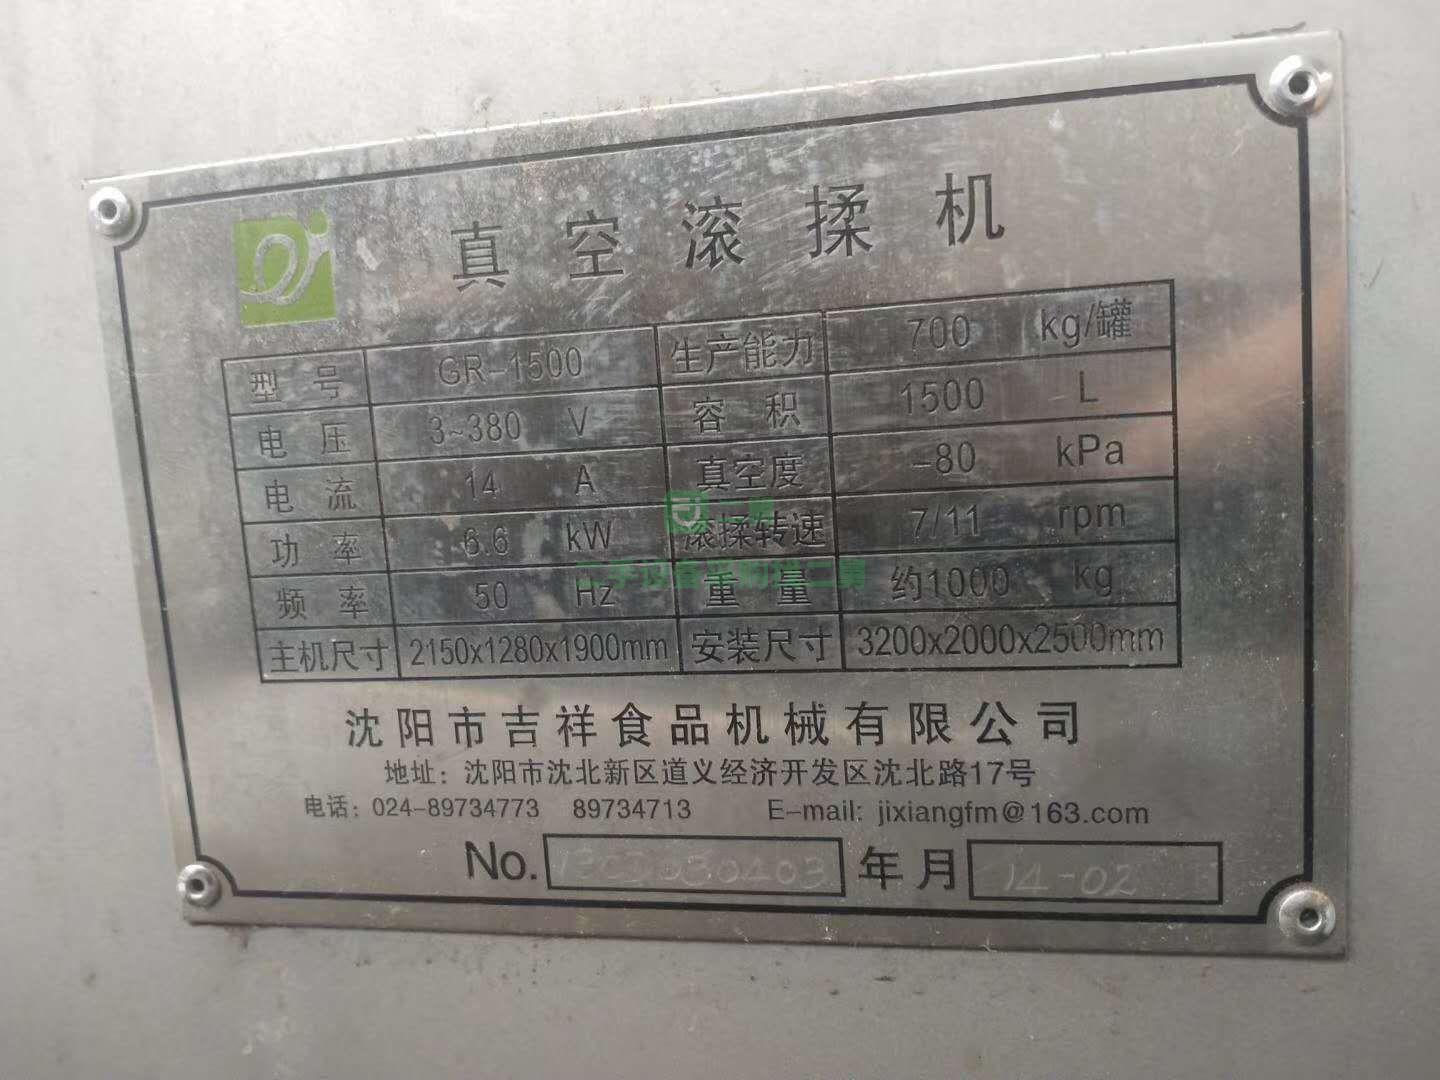 真空滚揉机
型号 GR-1500 生产能力 700 kg/罐
电压 3~380 V 容积 1500 L
电流 14 A 真空度 -80 kPa
功率 6.6 kW 滚揉转速 7/11 rpm
频率 50 Hz 重量 约1000 kg
主机尺寸 2150x1280x1900mm 安装尺寸 3200x2000x2500mm
沈阳市吉祥食品机械有限公司
地址：沈阳市沈北新区道义经济开发区沈北路17号
电话：024-89734773 89734713 E-mail: jixiangfm@163.com
No. 年月 14-02